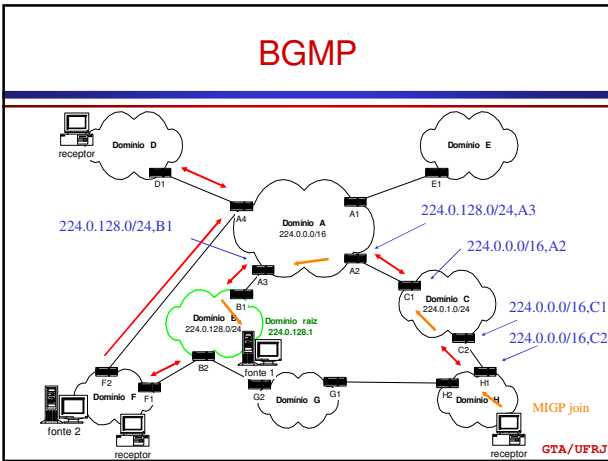 BGMP
Domínio D
receptor
D1
Domínio E
E1
A4
A1
Domínio A
224.0.0.0/16
224.0.128.0/24,B1
224.0.128.0/24,A3
A3
A2
224.0.0.0/16,A2
B1
C1
Domínio C
224.0.1.0/24
Domínio B
224.0.128.0/24
Domínio raiz
224.0.128.1
224.0.0.0/16,C1
C2
224.0.0.0/16,C2
B2
fonte 1
F2
F1
Domínio F
G2
G1
Domínio G
H2
H1
Domínio H
MIGP join
fonte 2
receptor
receptor
GTA/UFRJ